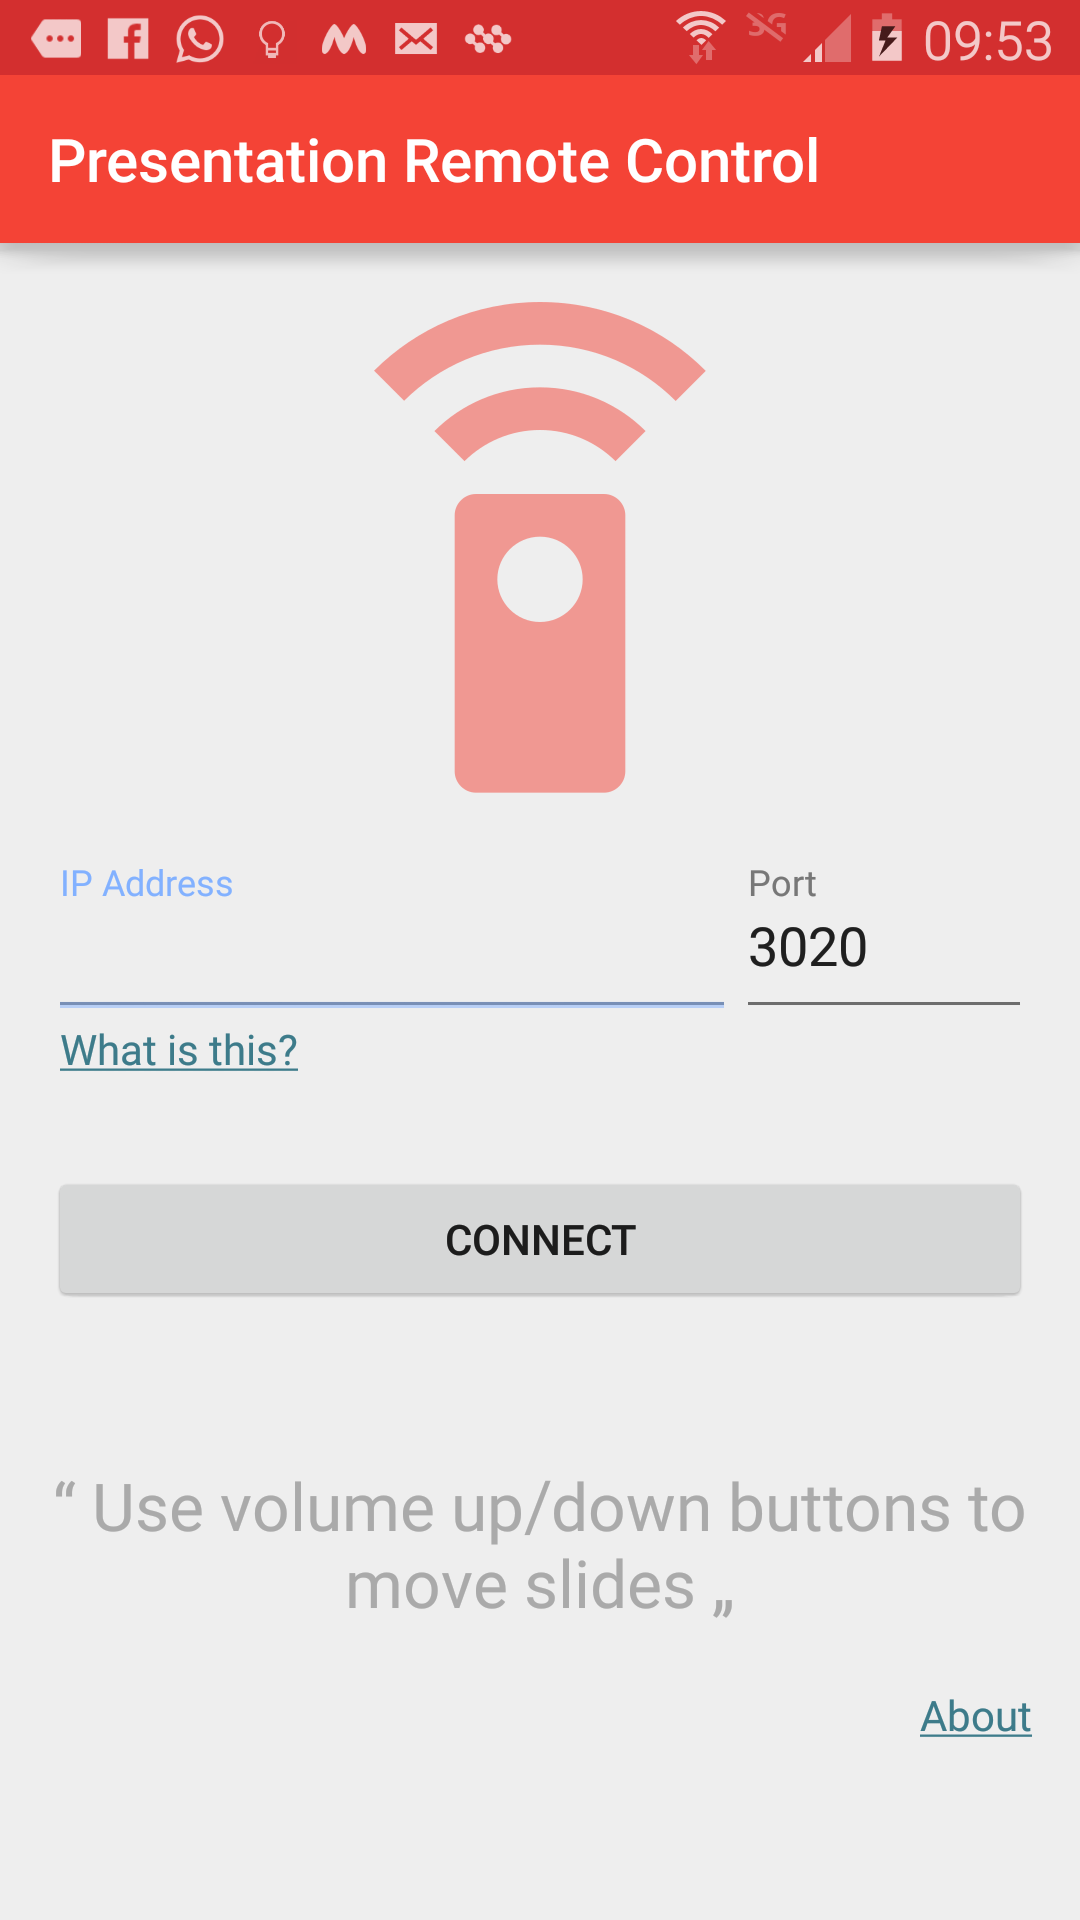 09:53
Presentation Remote Control
IP Address
Port
3020
What is this?
CONNECT
“ Use volume up/down buttons to
move slides „
About